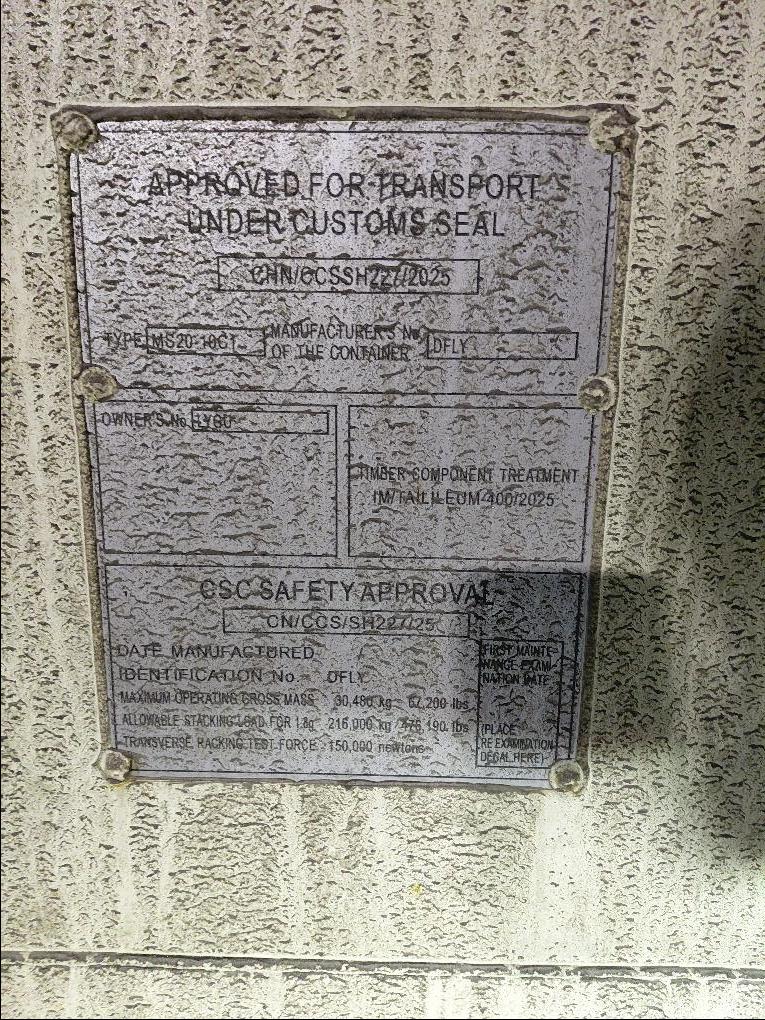 APPROVED FOR TRANSPORT
UNDER CUSTOMS SEAL
CHN/CCSSH227/2025
TYPE MS20-10CT MANUFACTURER'S No.
OF THE CONTAINER DFLY
OWNER'S No. LYGU
TIMBER COMPONENT TREATMENT
IM/TAILILEUM 400/2025
CSC SAFETY APPROVAL
CN/CCS/SH227/25
DATE MANUFACTURED
IDENTIFICATION No. DFLY
MAXIMUM OPERATING GROSS MASS 30,480 kg 67,200 lbs
ALLOWABLE STACKING LOAD FOR 1.8g 216,000 kg 476,190 lbs
TRANSVERSE RACKING TEST FORCE 150,000 newtons
FIRST MAINTE-
NANCE EXAMI-
NATION DATE
(PLACE
RE EXAMINATION
DECAL HERE)